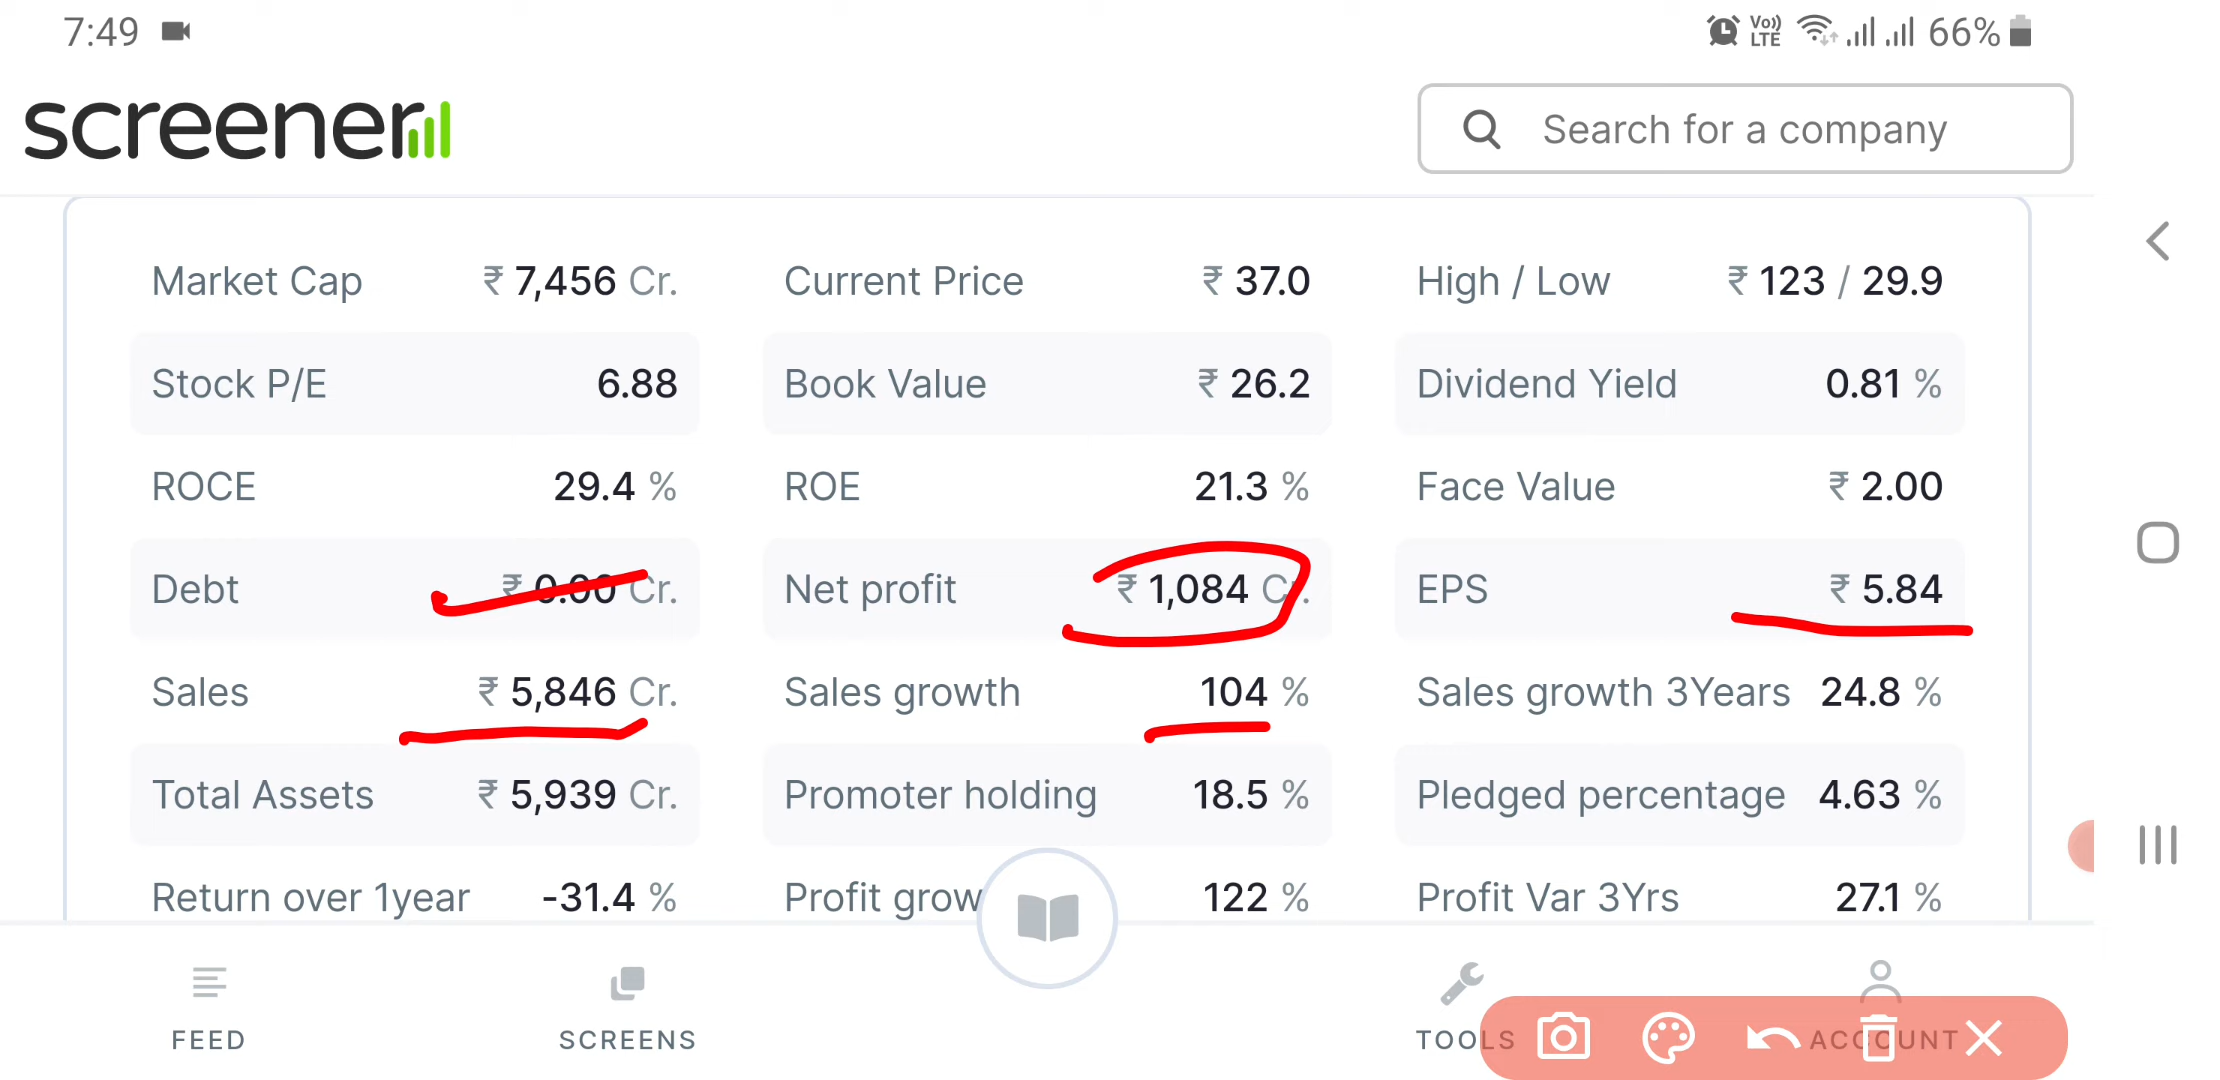 7:49 Vo)) LTE 66%
screener
Search for a company
Market Cap ₹ 7,456 Cr. Current Price ₹ 37.0 High / Low ₹ 123 / 29.9
Stock P/E 6.88 Book Value ₹ 26.2 Dividend Yield 0.81 %
ROCE 29.4 % ROE 21.3 % Face Value ₹ 2.00
Debt ₹ 0.00 Cr. Net profit ₹ 1,084 Cr. EPS ₹ 5.84
Sales ₹ 5,846 Cr. Sales growth 104 % Sales growth 3Years 24.8 %
Total Assets ₹ 5,939 Cr. Promoter holding 18.5 % Pledged percentage 4.63 %
Return over 1year -31.4 % Profit grow 122 % Profit Var 3Yrs 27.1 %
FEED SCREENS TOOLS ACCOUNT